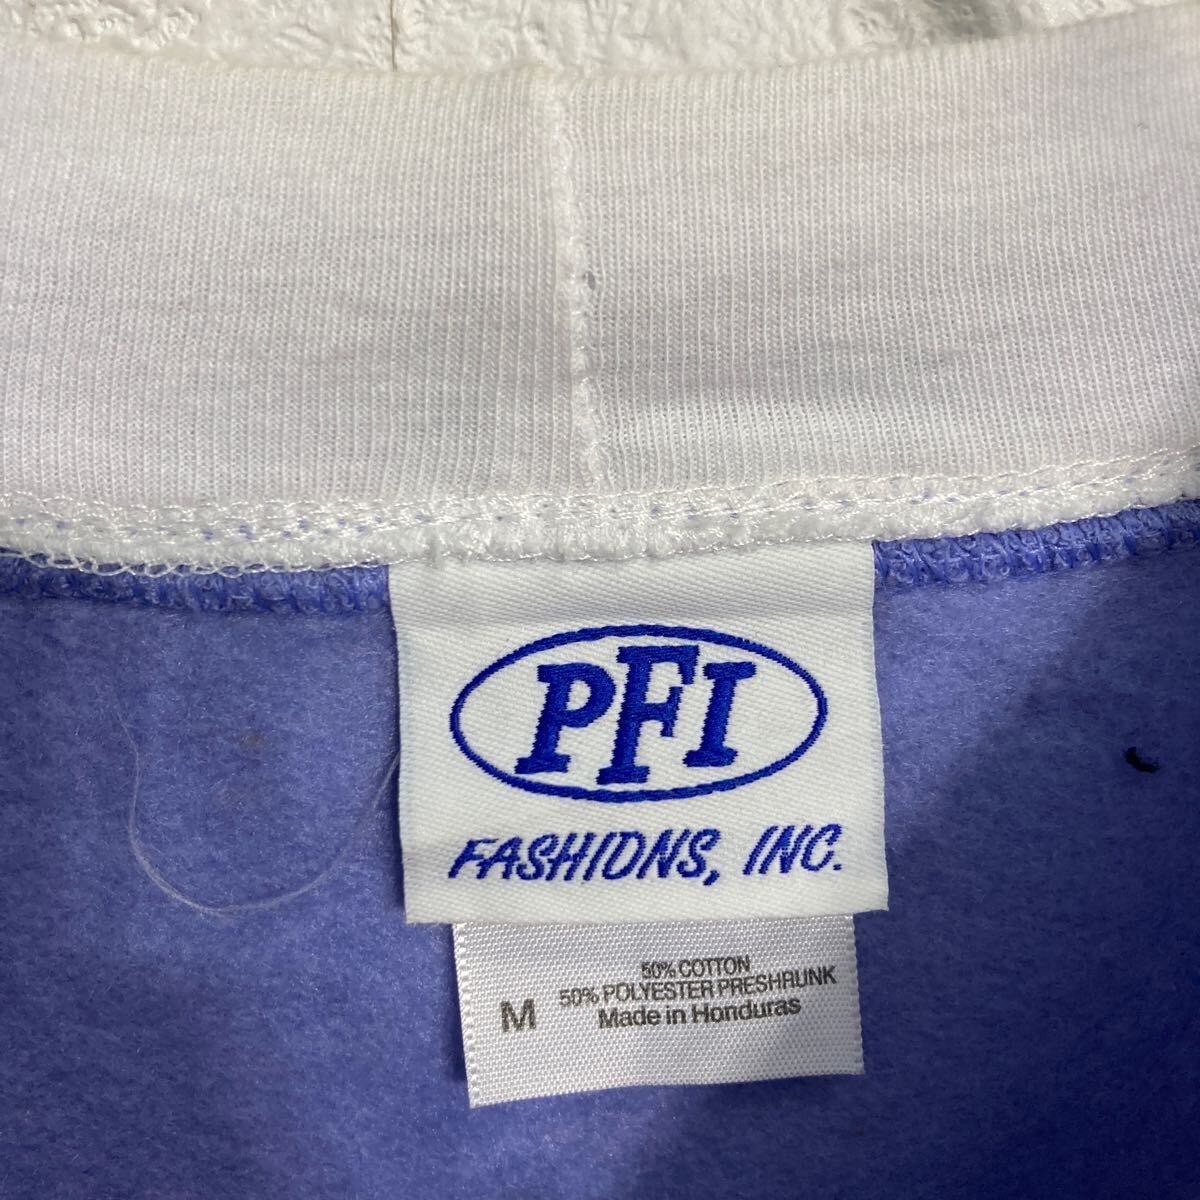 PFI
FASHIONS, INC.
M
50% COTTON
50% POLYESTER PRESHRUNK
Made in Honduras